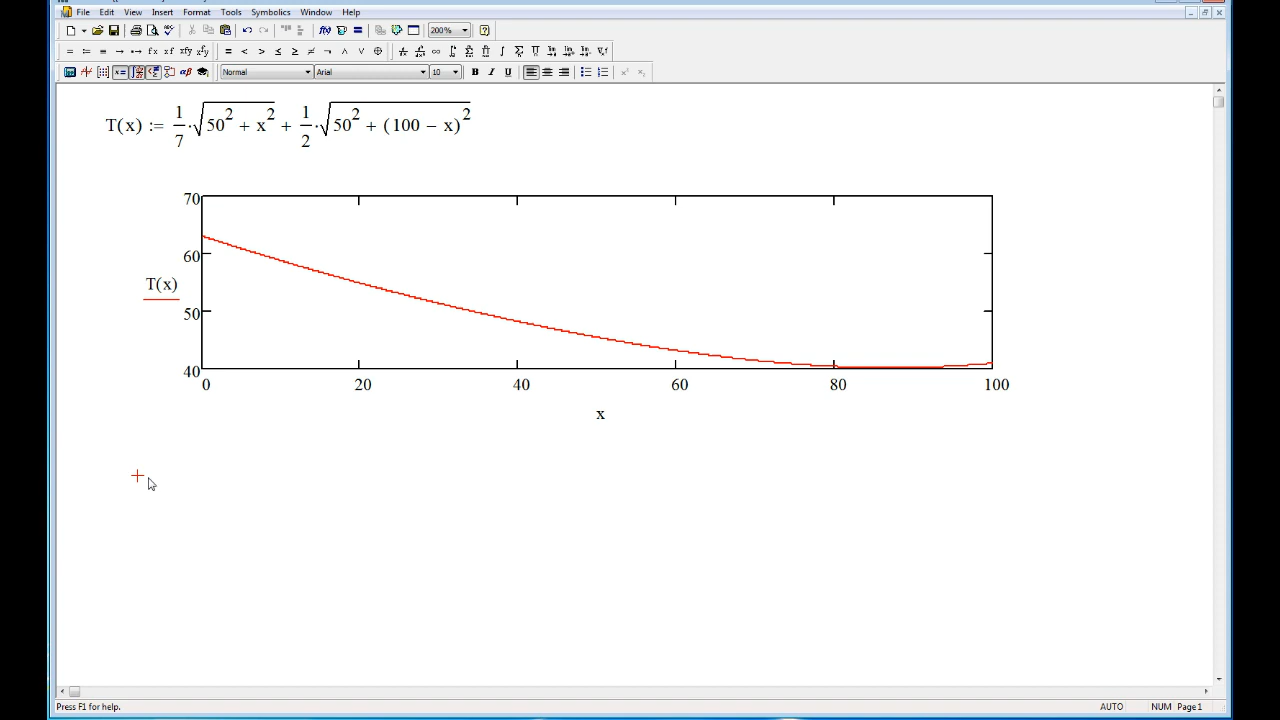 File Edit View Insert Format Tools Symbolics Window Help
200%
Normal Arial 10 B I U
T(x) := 1/7·√(50² + x²) + 1/2·√(50² + (100 − x)²)
70
60
T(x)
50
40
0 20 40 60 80 100
x
Press F1 for help. AUTO NUM Page 1